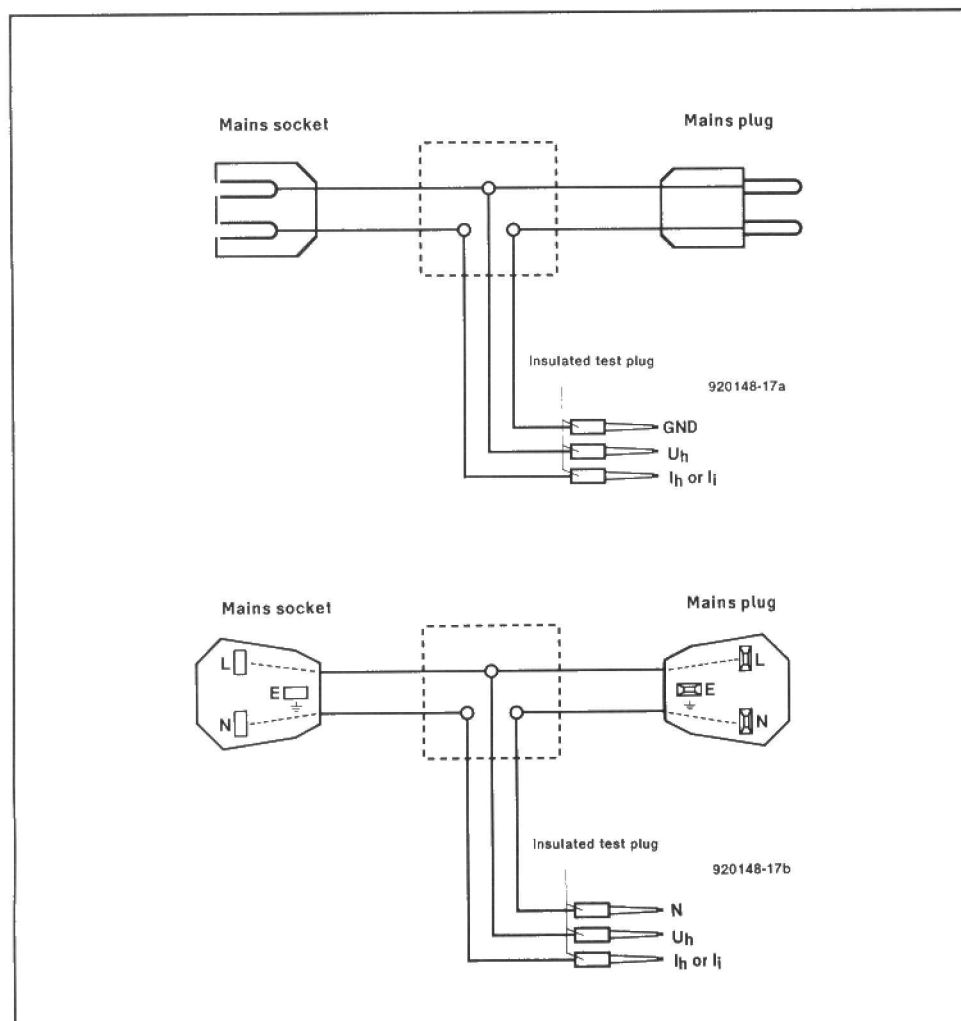 Mains socket
Mains plug
Insulated test plug
920148-17a
GND
Uh
Ih or Ii
Mains socket
Mains plug
L
E
N
L
E
N
Insulated test plug
920148-17b
N
Uh
Ih or Ii